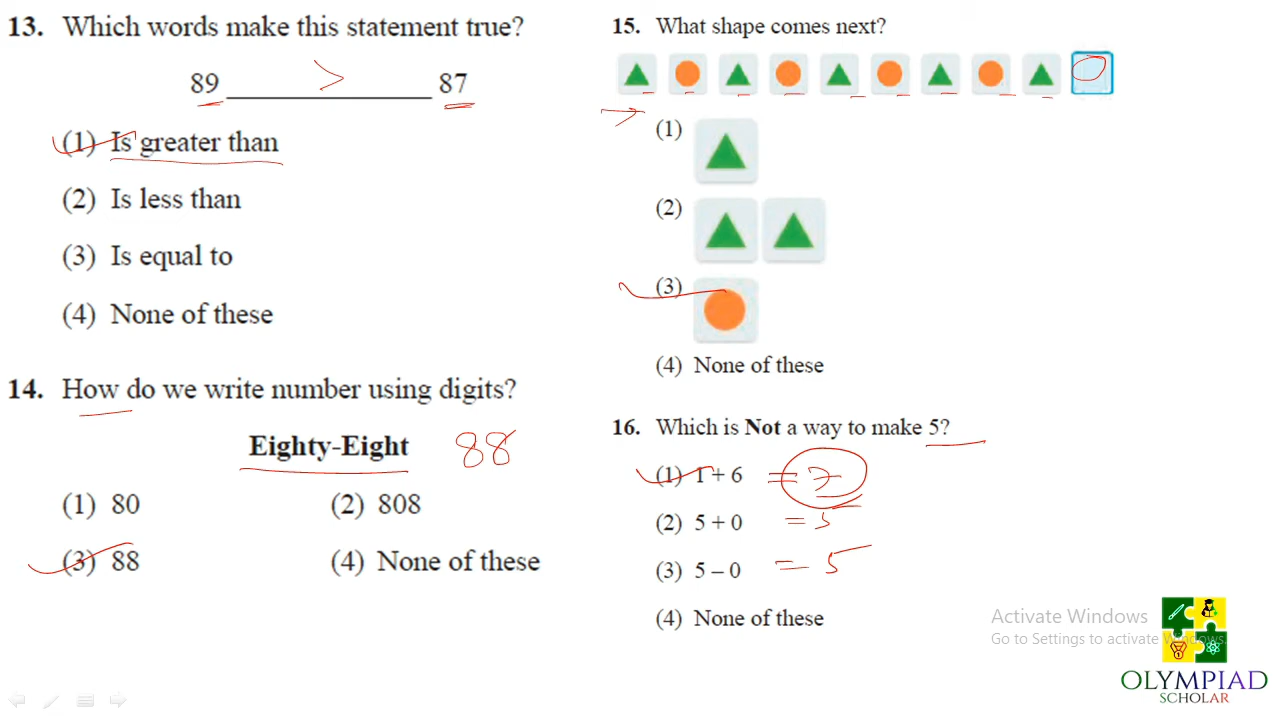 13. Which words make this statement true?
89 ____________ 87
>
(1) Is greater than
(2) Is less than
(3) Is equal to
(4) None of these
14. How do we write number using digits?
Eighty-Eight 88
(1) 80 (2) 808
(3) 88 (4) None of these
15. What shape comes next?
(1)
(2)
(3)
(4) None of these
16. Which is Not a way to make 5?
(1) 1 + 6 = 7
(2) 5 + 0 = 5
(3) 5 – 0 = 5
(4) None of these
Activate Windows
Go to Settings to activate Windows.
OLYMPIAD
SCHOLAR